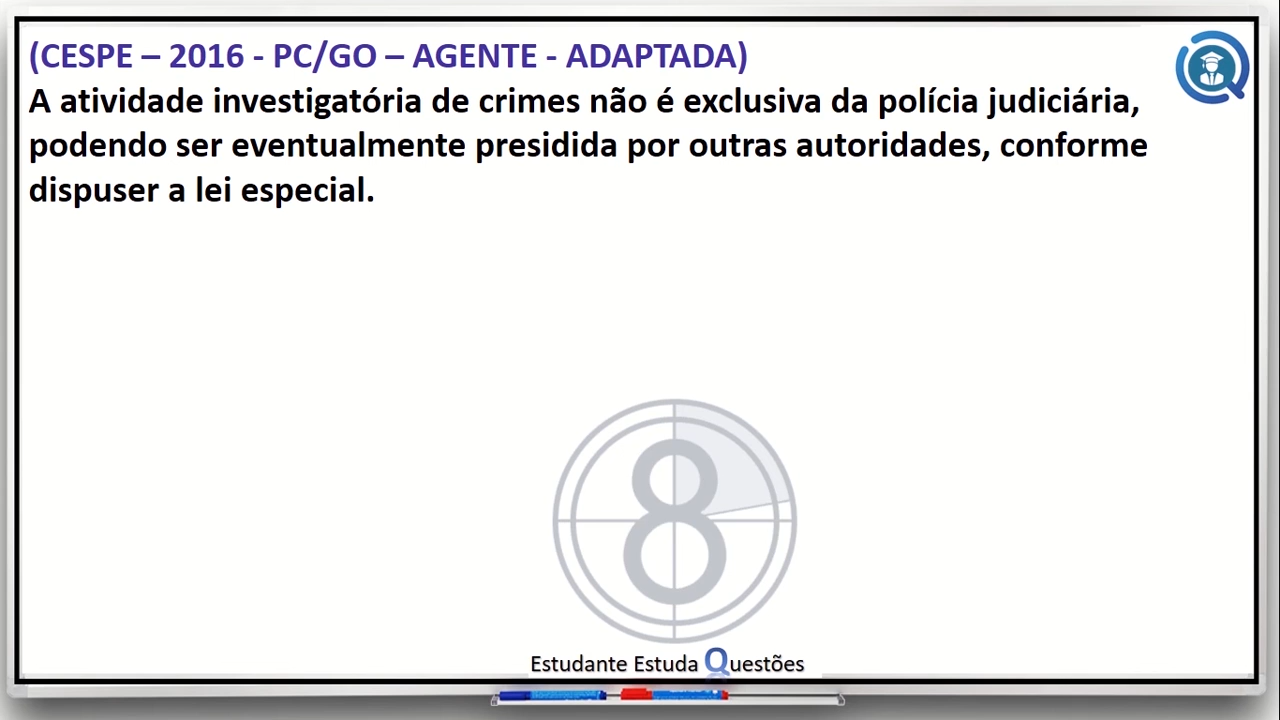 (CESPE – 2016 - PC/GO – AGENTE - ADAPTADA)
A atividade investigatória de crimes não é exclusiva da polícia judiciária,
podendo ser eventualmente presidida por outras autoridades, conforme
dispuser a lei especial.
8
Estudante Estuda Questões